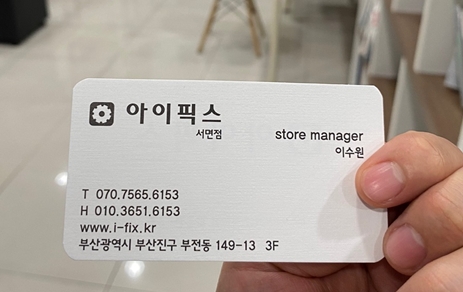 아이픽스
서면점
store manager
이수원
T 070.7565.6153
H 010.3651.6153
www.i-fix.kr
부산광역시 부산진구 부전동 149-13 3F